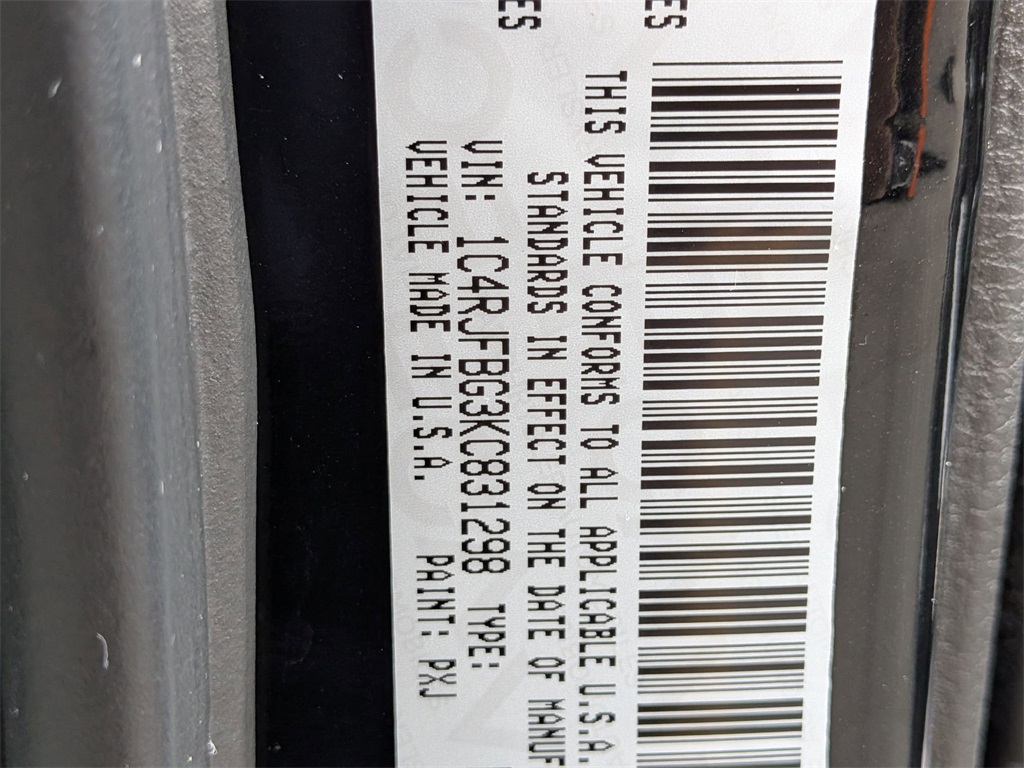 ES
ES
THIS VEHICLE CONFORMS TO ALL APPLICABLE U.S.A.
STANDARDS IN EFFECT ON THE DATE OF MANUF
VIN: 1C4RJFBG3KC831298 TYPE:
VEHICLE MADE IN U.S.A. PAINT: PXJ